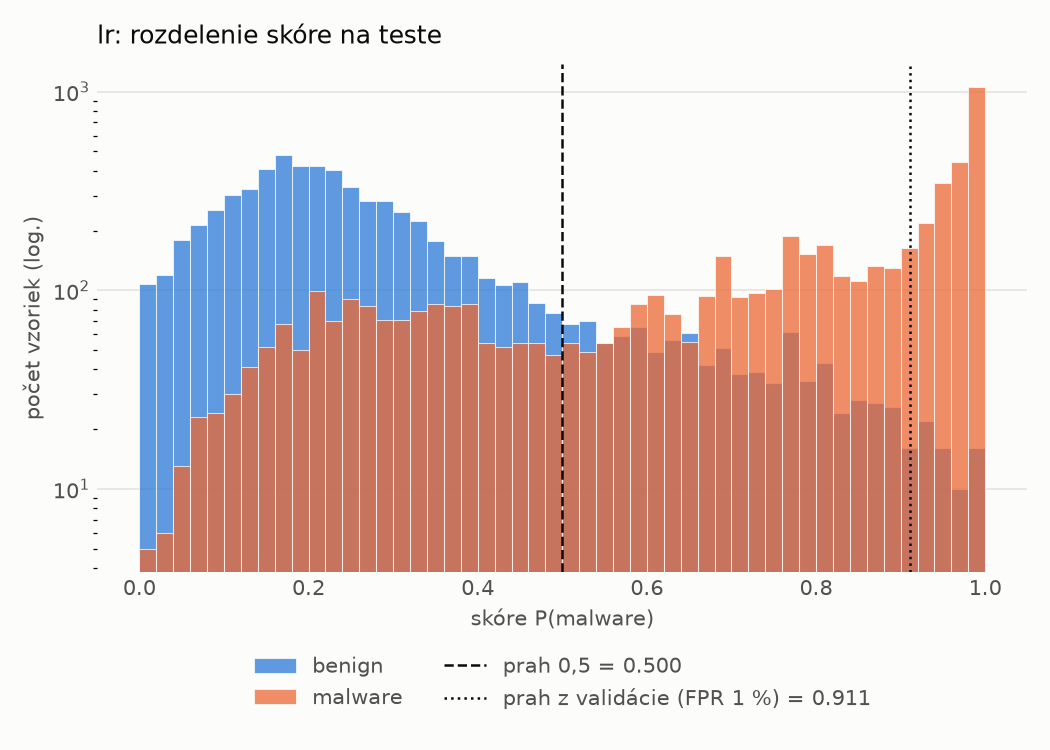 lr: rozdelenie skóre na teste
10³
10²
10¹
počet vzoriek (log.)
0.0 0.2 0.4 0.6 0.8 1.0
skóre P(malware)
benign
malware
prah 0,5 = 0.500
prah z validácie (FPR 1 %) = 0.911